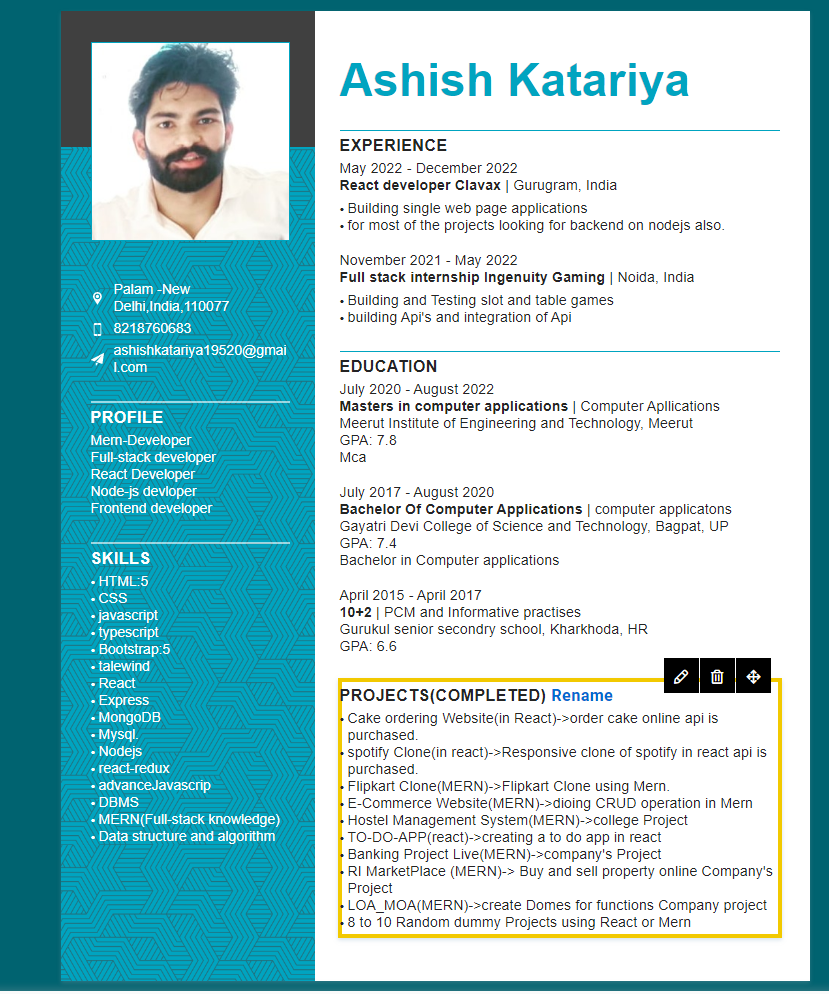 Ashish Katariya
Palam -New
Delhi,India,110077
8218760683
ashishkatariya19520@gmai
l.com
PROFILE
Mern-Developer
Full-stack developer
React Developer
Node-js devloper
Frontend developer
SKILLS
• HTML:5
• CSS
• javascript
• typescript
• Bootstrap:5
• talewind
• React
• Express
• MongoDB
• Mysql.
• Nodejs
• react-redux
• advanceJavascrip
• DBMS
• MERN(Full-stack knowledge)
• Data structure and algorithm
EXPERIENCE
May 2022 - December 2022
React developer Clavax | Gurugram, India
• Building single web page applications
• for most of the projects looking for backend on nodejs also.
November 2021 - May 2022
Full stack internship Ingenuity Gaming | Noida, India
• Building and Testing slot and table games
• building Api's and integration of Api
EDUCATION
July 2020 - August 2022
Masters in computer applications | Computer Apllications
Meerut Institute of Engineering and Technology, Meerut
GPA: 7.8
Mca
July 2017 - August 2020
Bachelor Of Computer Applications | computer applicatons
Gayatri Devi College of Science and Technology, Bagpat, UP
GPA: 7.4
Bachelor in Computer applications
April 2015 - April 2017
10+2 | PCM and Informative practises
Gurukul senior secondry school, Kharkhoda, HR
GPA: 6.6
PROJECTS(COMPLETED) Rename
• Cake ordering Website(in React)->order cake online api is
purchased.
• spotify Clone(in react)->Responsive clone of spotify in react api is
purchased.
• Flipkart Clone(MERN)->Flipkart Clone using Mern.
• E-Commerce Website(MERN)->dioing CRUD operation in Mern
• Hostel Management System(MERN)->college Project
• TO-DO-APP(react)->creating a to do app in react
• Banking Project Live(MERN)->company's Project
• RI MarketPlace (MERN)-> Buy and sell property online Company's
Project
• LOA_MOA(MERN)->create Domes for functions Company project
• 8 to 10 Random dummy Projects using React or Mern